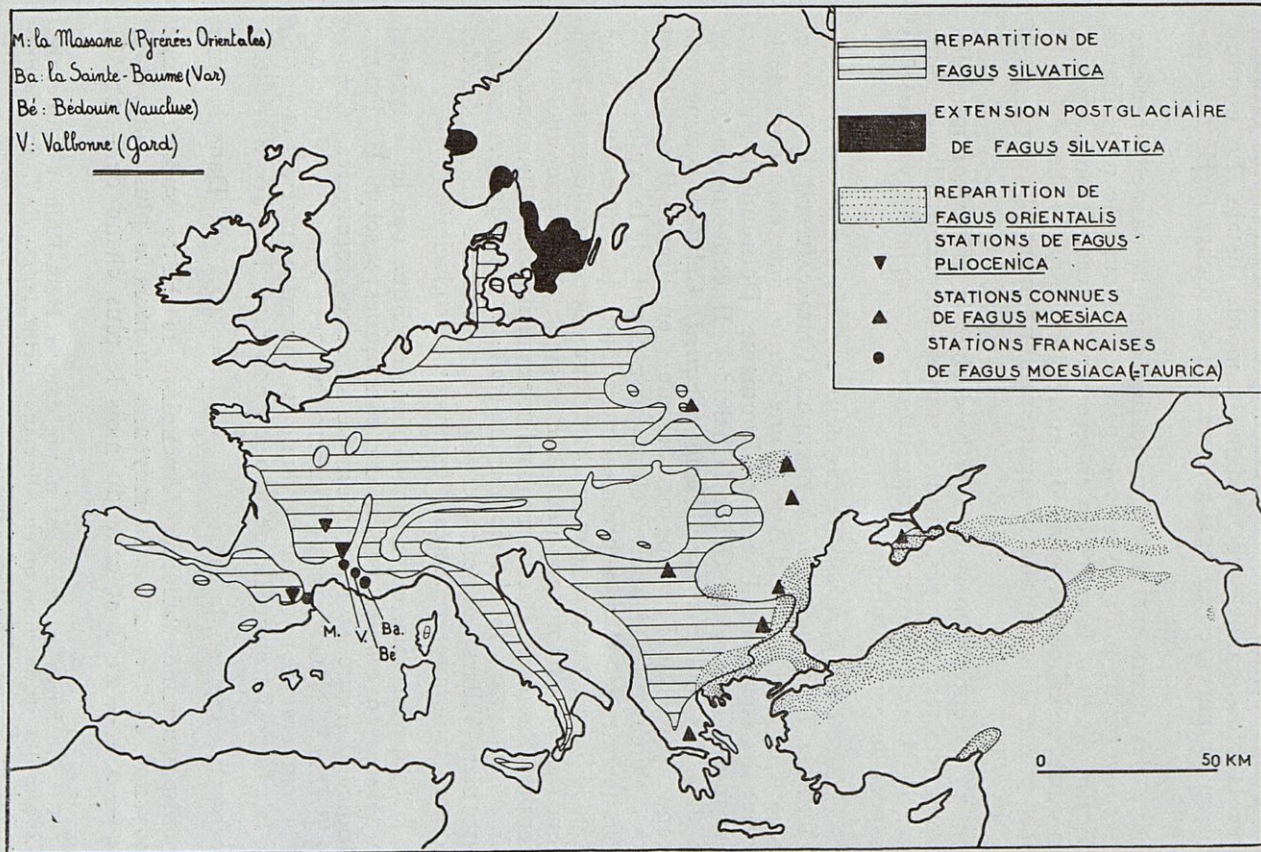 M: la Massane (Pyrénées Orientales)
Ba: la Sainte-Baume (Var)
Bé: Bédouin (Vaucluse)
V: Valbonne (Gard)
REPARTITION DE
FAGUS SILVATICA
EXTENSION POSTGLACIAIRE
DE FAGUS SILVATICA
REPARTITION DE
FAGUS ORIENTALIS
STATIONS DE FAGUS -
PLIOCENICA
STATIONS CONNUES
DE FAGUS MOESIACA
STATIONS FRANCAISES
DE FAGUS MOESIACA(=TAURICA)
M.
V.
Ba.
Bé
0 50 KM